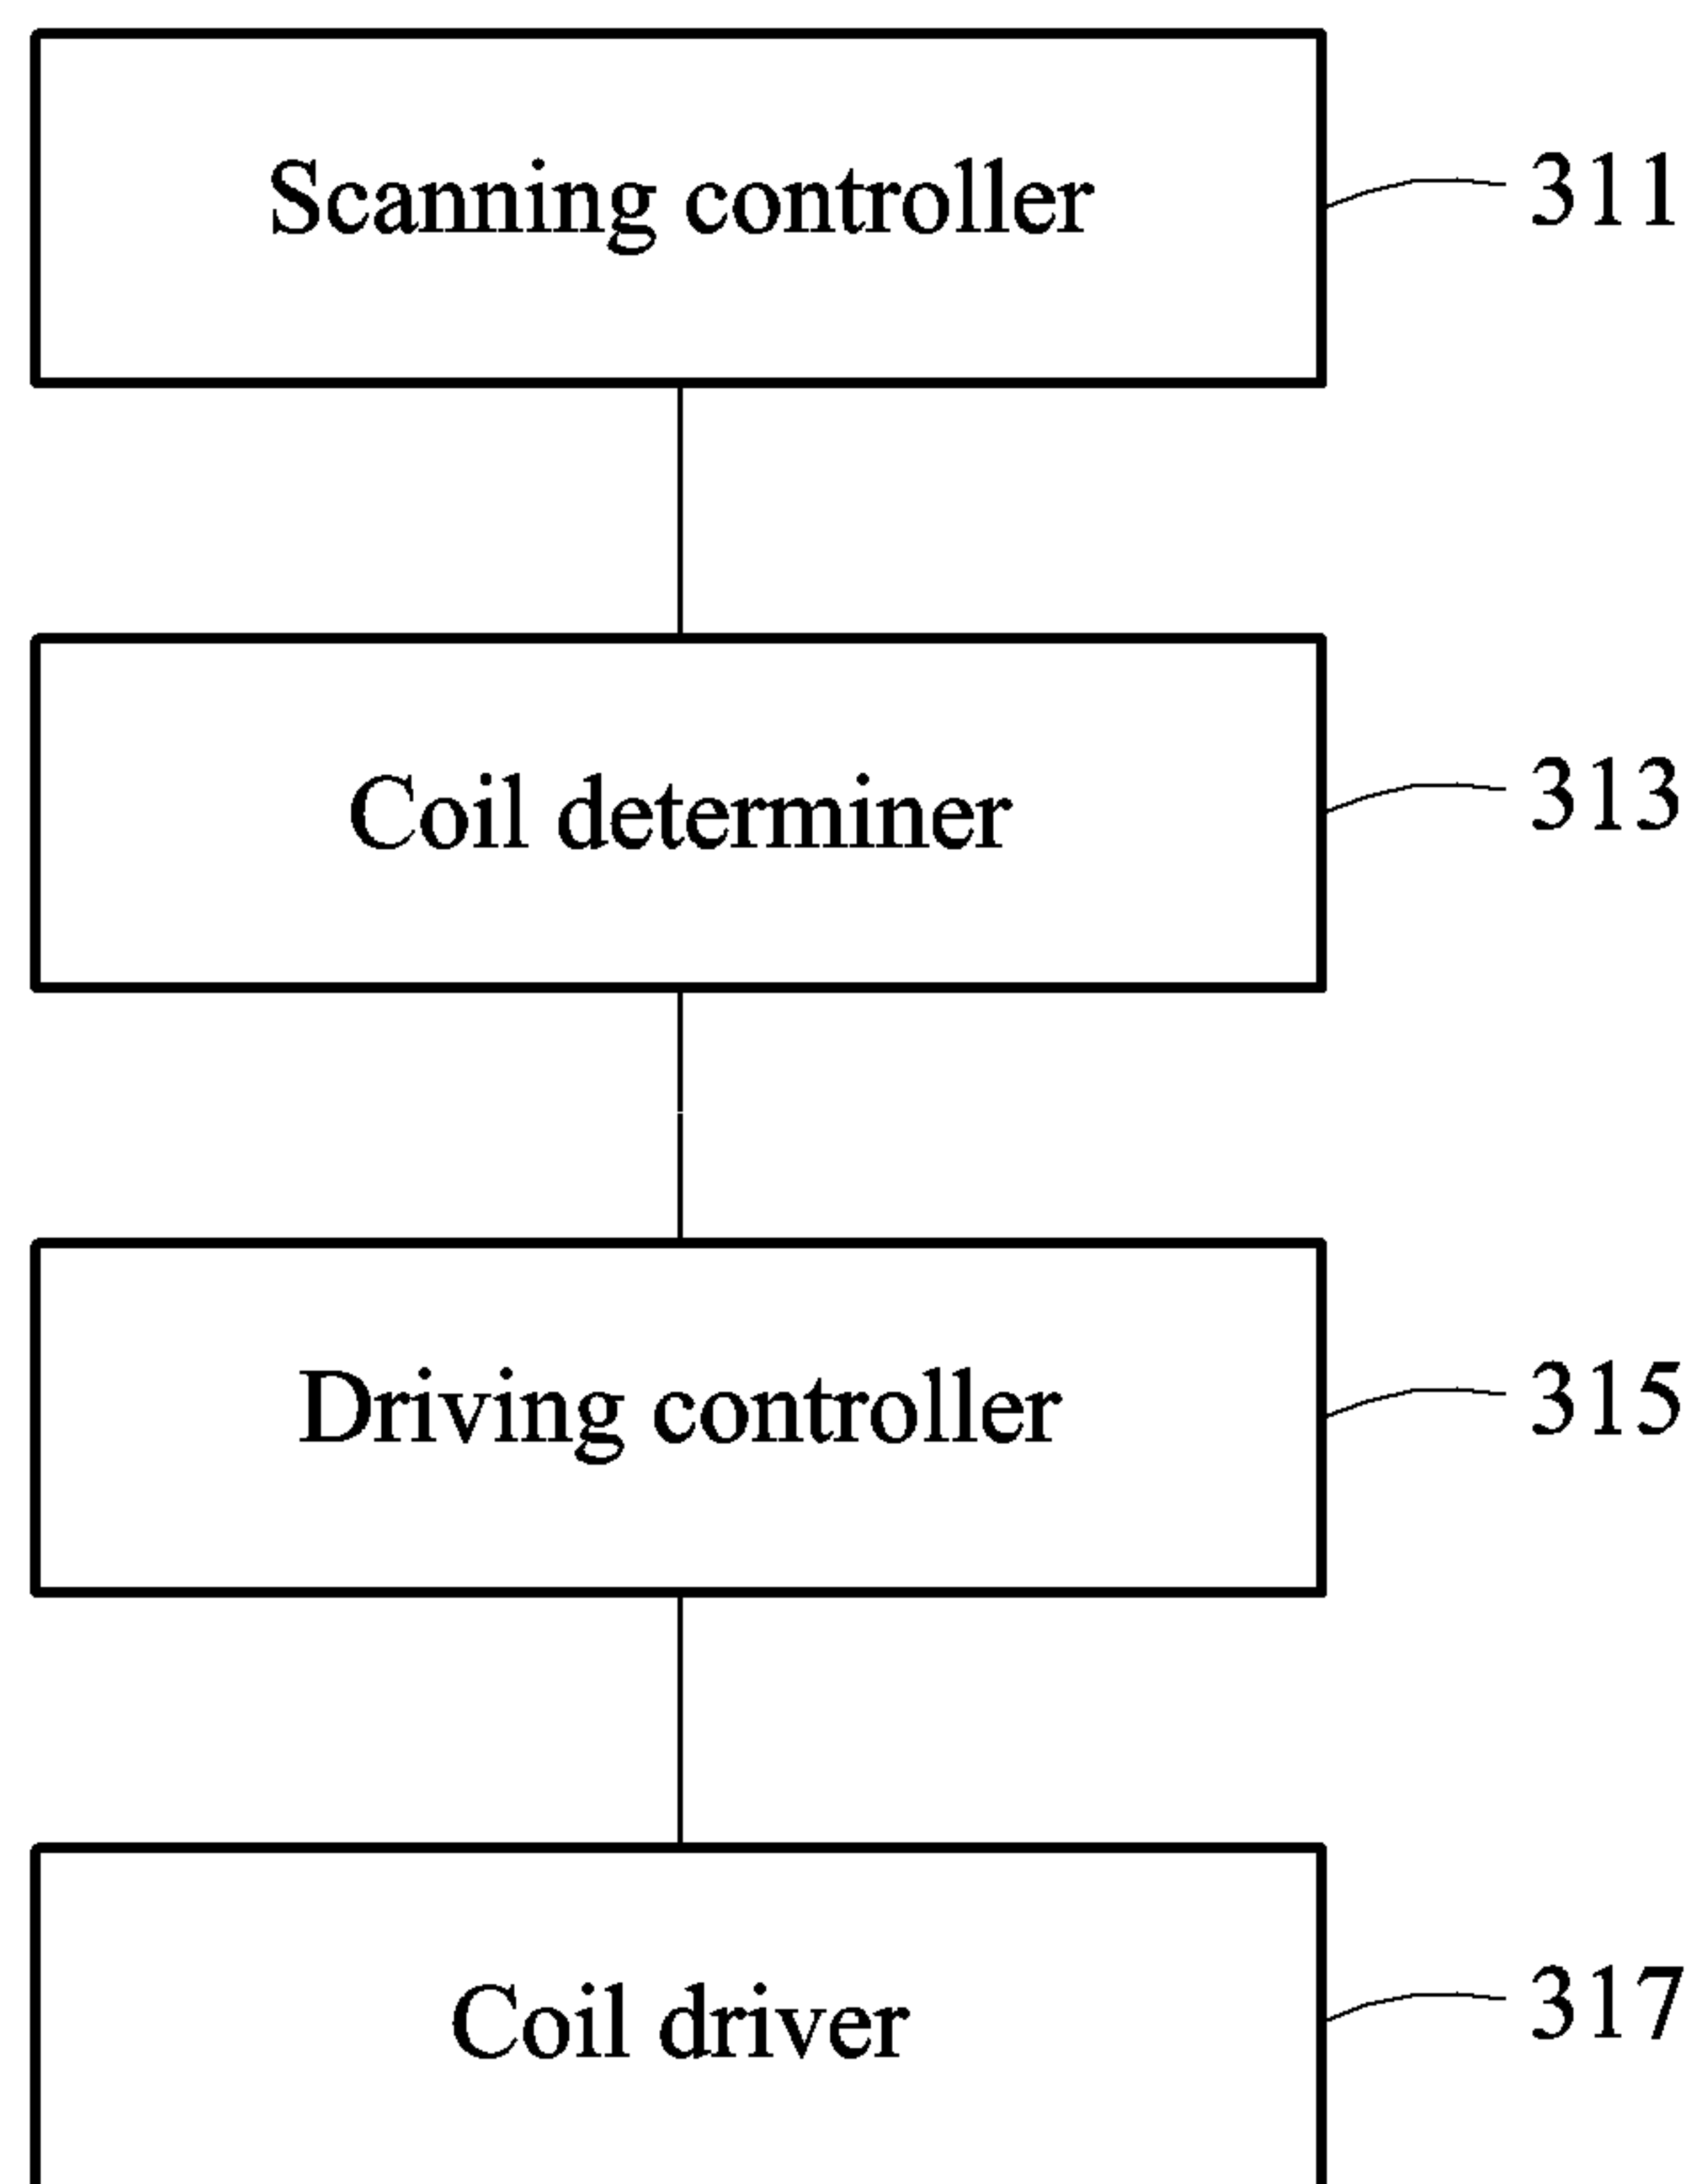 Scanning controller 311
Coil determiner 313
Driving controller 315
Coil driver 317